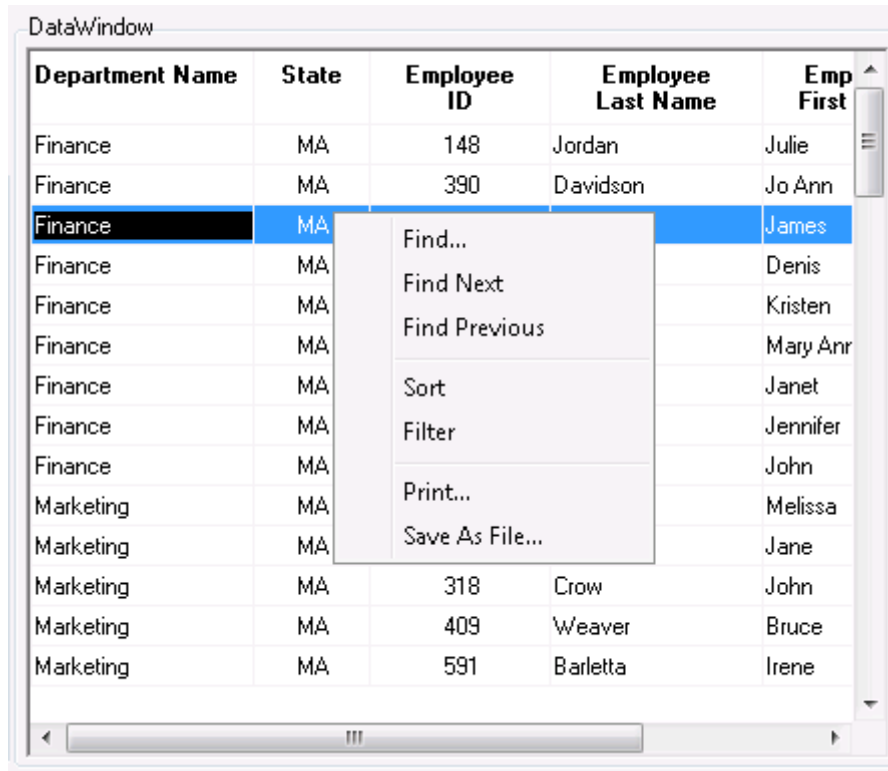 DataWindow
Department Name State Employee ID Employee Last Name Emp First
Finance MA 148 Jordan Julie
Finance MA 390 Davidson Jo Ann
Finance MA James
Finance MA Denis
Finance MA Kristen
Finance MA Mary Ann
Finance MA Janet
Finance MA Jennifer
Finance MA John
Marketing MA Melissa
Marketing MA Jane
Marketing MA 318 Crow John
Marketing MA 409 Weaver Bruce
Marketing MA 591 Barletta Irene
Find...
Find Next
Find Previous
Sort
Filter
Print...
Save As File...